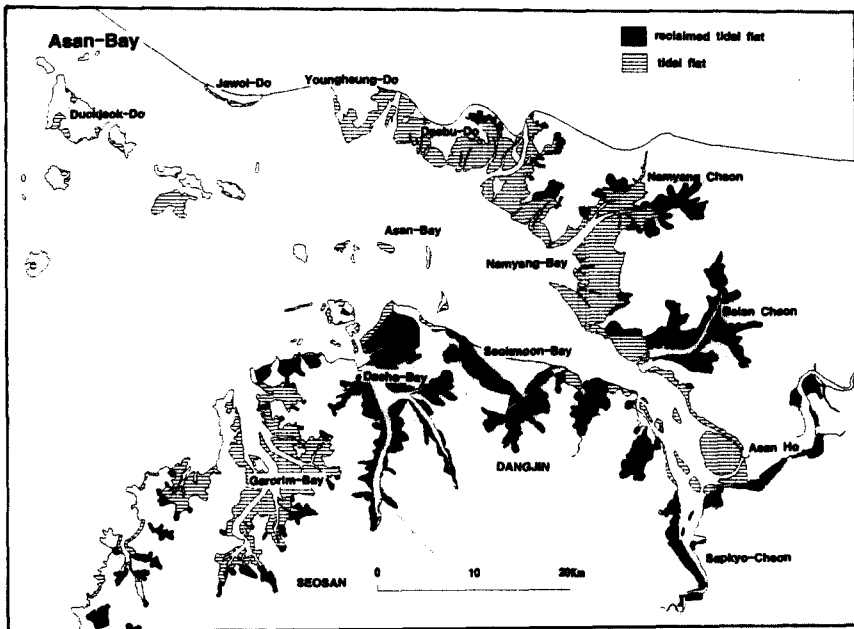 Asan-Bay
reclaimed tidal flat
tidal flat
Jawol-Do
Youngheung-Do
Duckjeok-Do
Daebu-Do
Namyang Cheon
Asan-Bay
Namyang-Bay
Balan Cheon
Seokmoon-Bay
Daeho-Bay
Asan Ho
DANGJIN
Garorim-Bay
Sapkyo-Cheon
SEOSAN
0 10 20Km